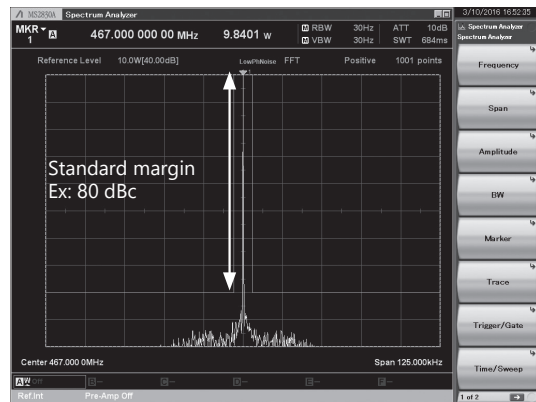 MS2850A Spectrum Analyzer
3/10/2016 16:52:35
MKR 1 A 467.000 000 00 MHz 9.8401 W
M RBW 30Hz ATT 10dB
M VBW 30Hz SWT 684ms
Spectrum Analyzer
Spectrum Analyzer
Reference Level 10.0W[40.00dB] LowPhNoise FFT Positive 1001 points
1
Frequency
Span
Amplitude
BW
Marker
Trace
Trigger/Gate
Time/Sweep
Standard margin
Ex: 80 dBc
Center 467.000 0MHz Span 125.000kHz
Ref.Int Pre-Amp Off
1 of 2